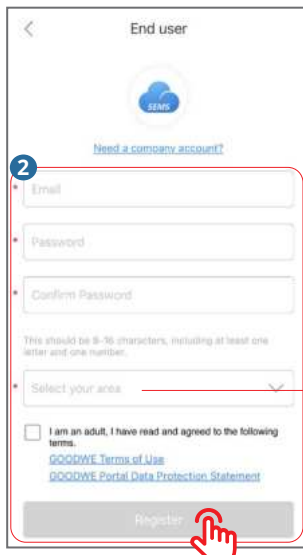 End user
SEMS
Need a company account?
2
* Email
* Password
* Confirm Password
This should be 8-16 characters, including at least one
letter and one number.
* Select your area
I am an adult, I have read and agreed to the following
terms.
GOODWE Terms of Use
GOODWE Portal Data Protection Statement
Register